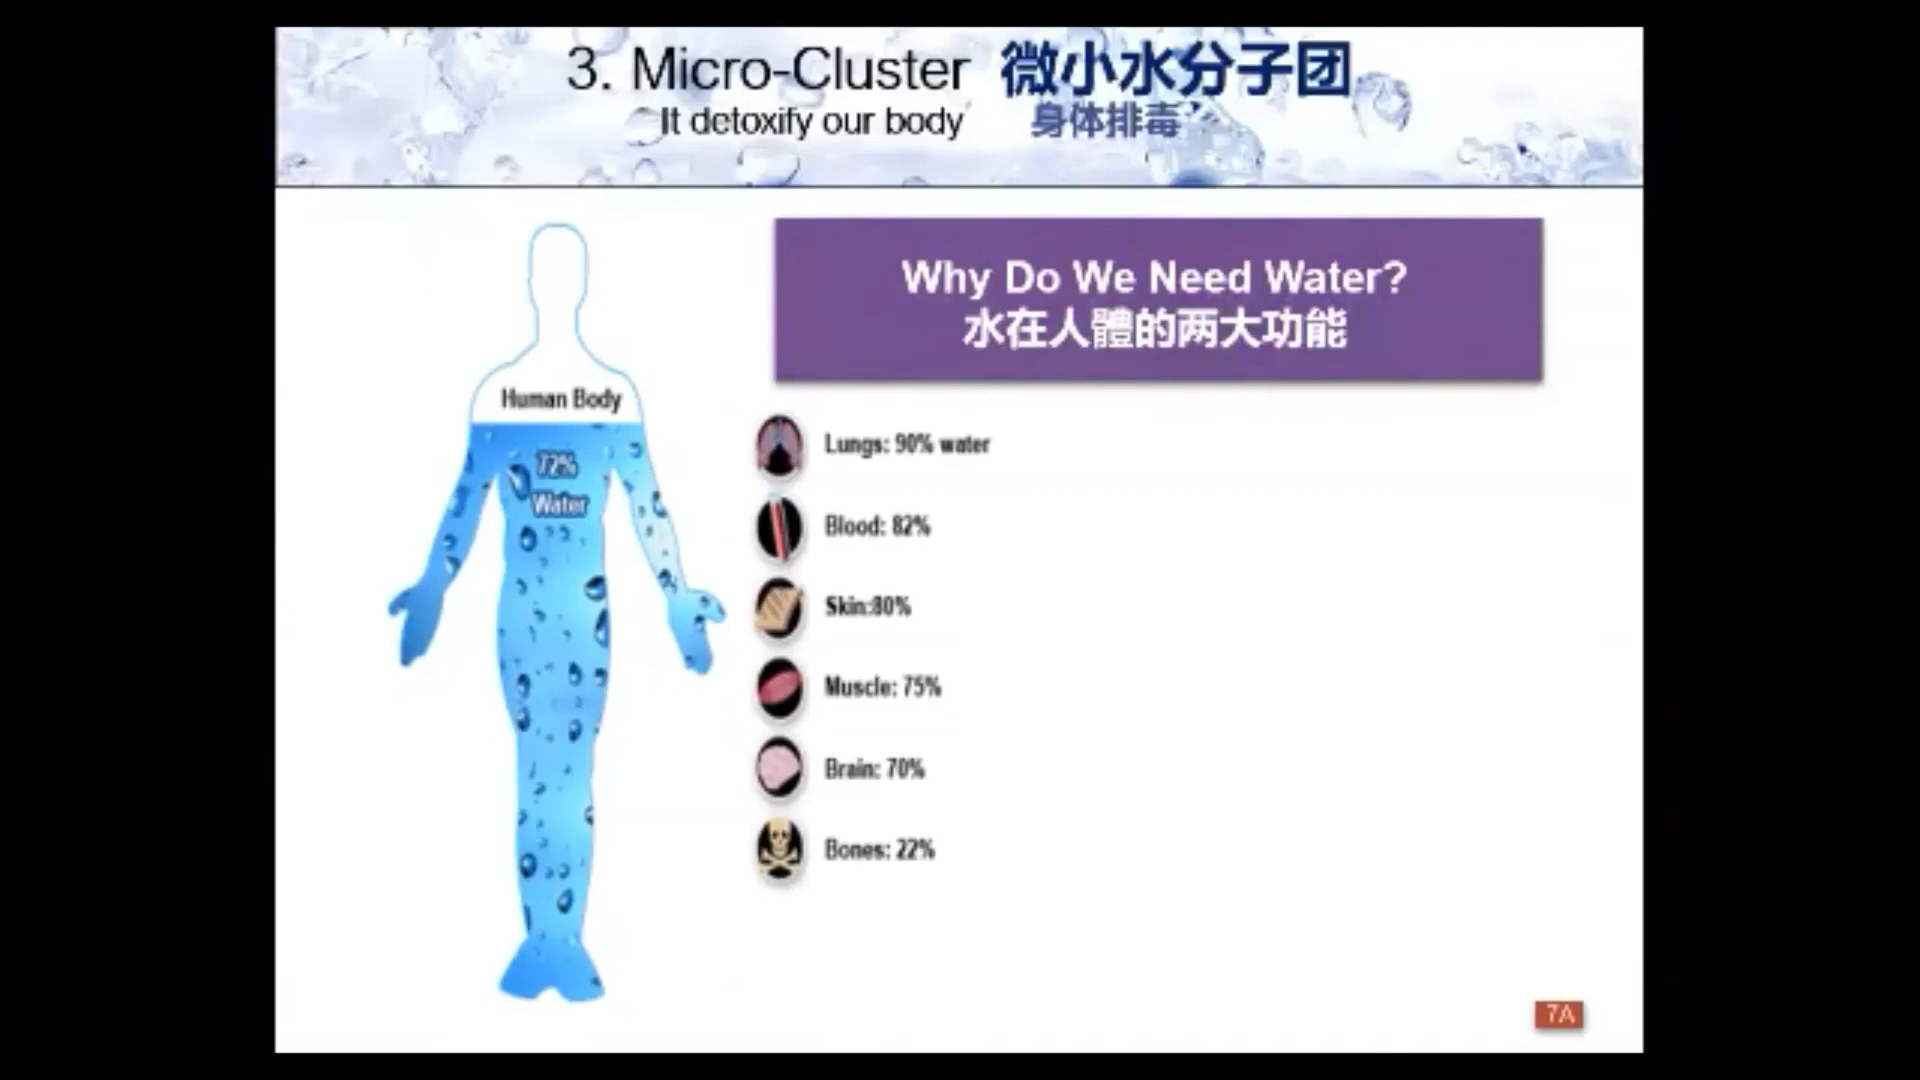 3. Micro-Cluster 微小水分子团
It detoxify our body 身体排毒
Why Do We Need Water?
水在人體的两大功能
Human Body
72%
Water
Lungs: 90% water
Blood: 82%
Skin:80%
Muscle: 75%
Brain: 70%
Bones: 22%
7A